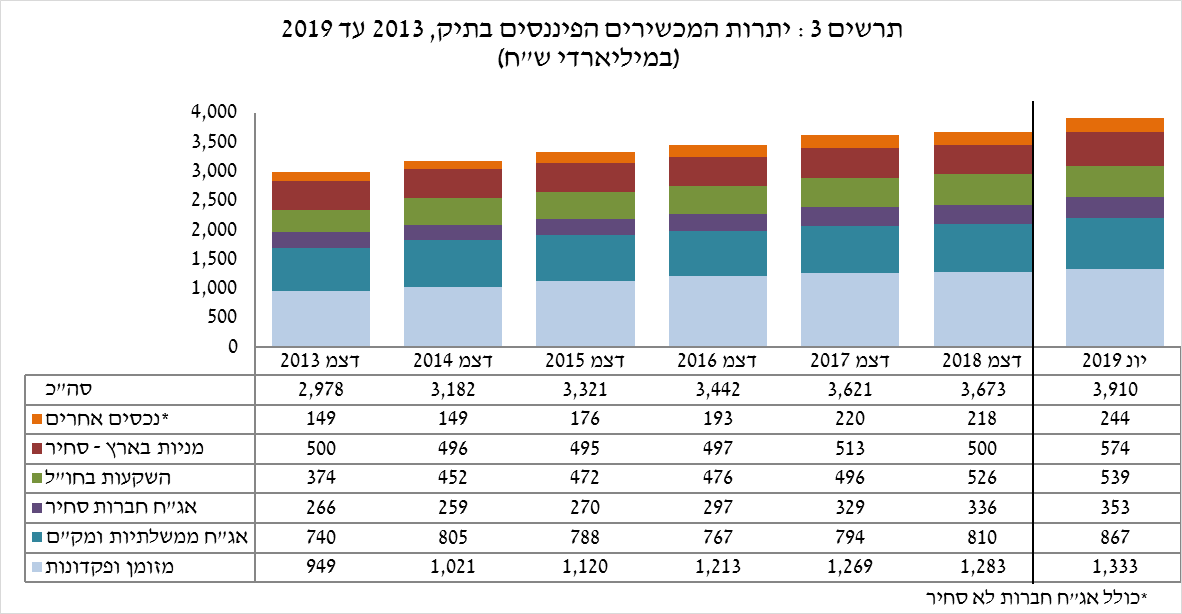 תרשים 3 : יתרות המכשירים הפיננסים בתיק, 2013 עד 2019
(במיליארדי ש״ח)
4,000
3,500
3,000
2,500
2,000
1,500
1,000
500
0
דצמ 2013 דצמ 2014 דצמ 2015 דצמ 2016 דצמ 2017 דצמ 2018 יונ 2019
סה״כ 2,978 3,182 3,321 3,442 3,621 3,673 3,910
נכסים אחרים* 149 149 176 193 220 218 244
מניות בארץ - סחיר 500 496 495 497 513 500 574
השקעות בחו״ל 374 452 472 476 496 526 539
אג״ח חברות סחיר 266 259 270 297 329 336 353
אג״ח ממשלתיות ומק״ם 740 805 788 767 794 810 867
מזומן ופקדונות 949 1,021 1,120 1,213 1,269 1,283 1,333
*כולל אג״ח חברות לא סחיר